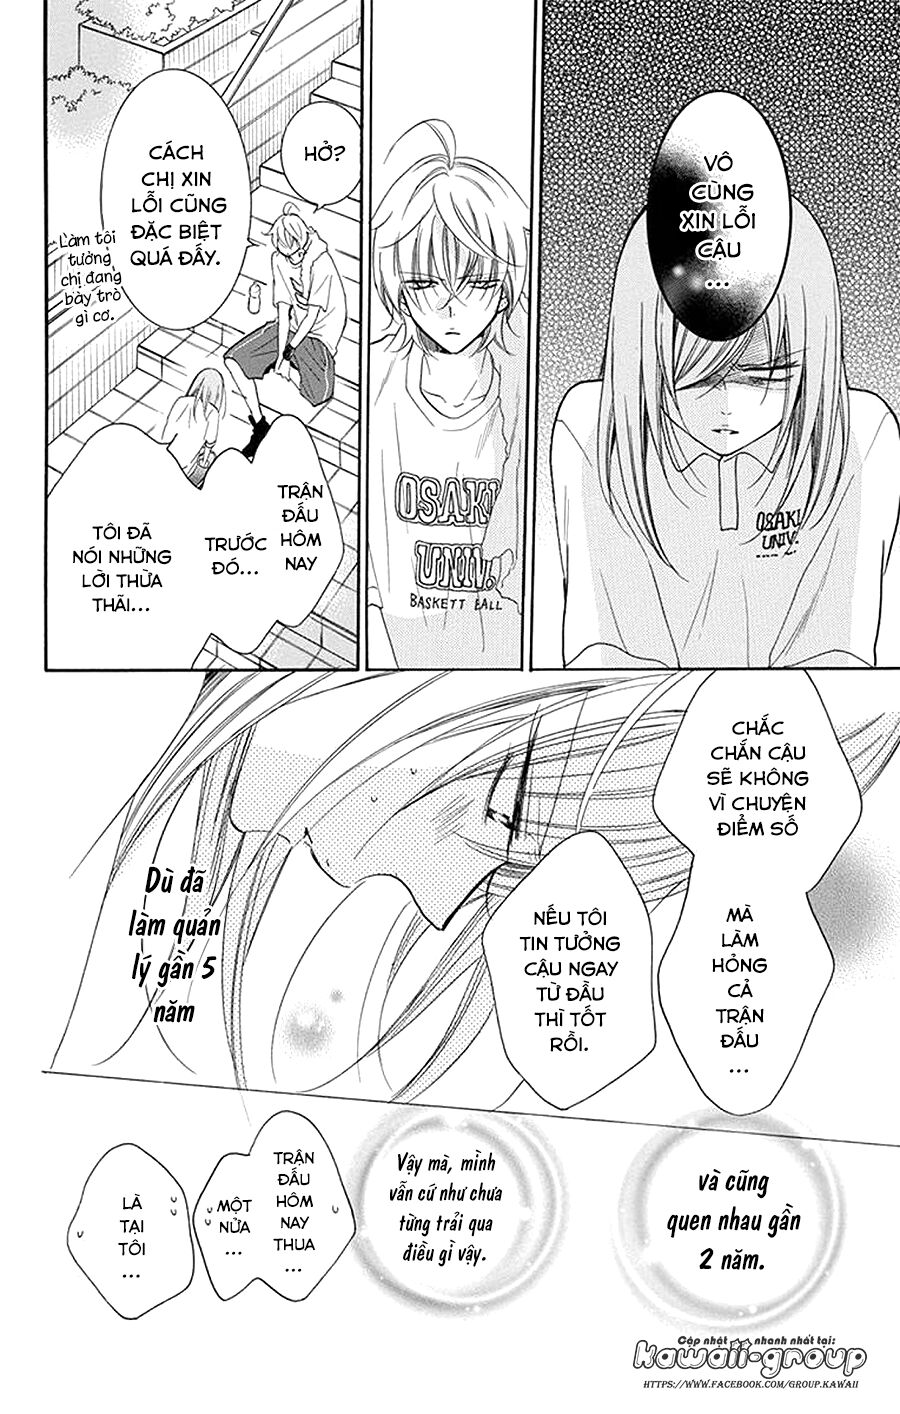 VÔ
CÙNG
XIN LỖI
CẬU
...
OSAKI
UNIV.
OSAKI
UNIV.
BASKETT BALL
HỞ?
CÁCH
CHỊ XIN
LỖI CŨNG
ĐẶC BIỆT
QUÁ ĐẤY.
Làm tôi
tưởng
chị đang
bày trò
gì cơ.
TRẬN
ĐẤU
HÔM
NAY
TRƯỚC
ĐÓ...
TÔI ĐÃ
NÓI NHỮNG
LỜI THỪA
THÃI...
CHẮC
CHẮN CẬU
SẼ KHÔNG
VÌ CHUYỆN
ĐIỂM SỐ
MÀ
LÀM
HỎNG
CẢ
TRẬN
ĐẤU
...
NẾU TÔI
TIN TƯỞNG
CẬU NGAY
TỪ ĐẦU
THÌ TỐT
RỒI.
Dù đã
làm quản
lý gần 5
năm
và cũng
quen nhau gần
2 năm.
Vậy mà, mình
vẫn cứ như chưa
từng trải qua
điều gì vậy.
TRẬN
ĐẤU
HÔM
NAY
THUA
...
MỘT
NỬA
...
LÀ
TẠI
TÔI
...
Cập nhật nhanh nhất tại:
kawaii-group
HTTPS://WWW.FACEBOOK.COM/GROUP.KAWAII